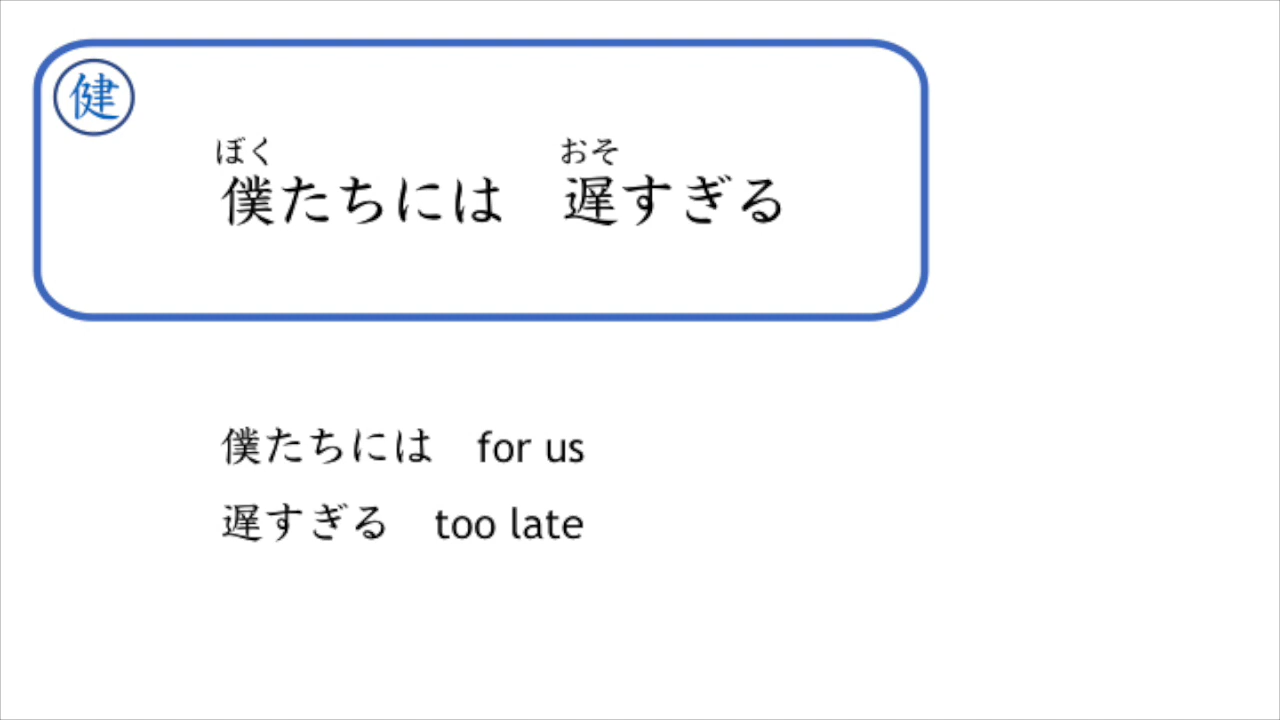 健
ぼく おそ
僕たちには 遅すぎる
僕たちには for us
遅すぎる too late